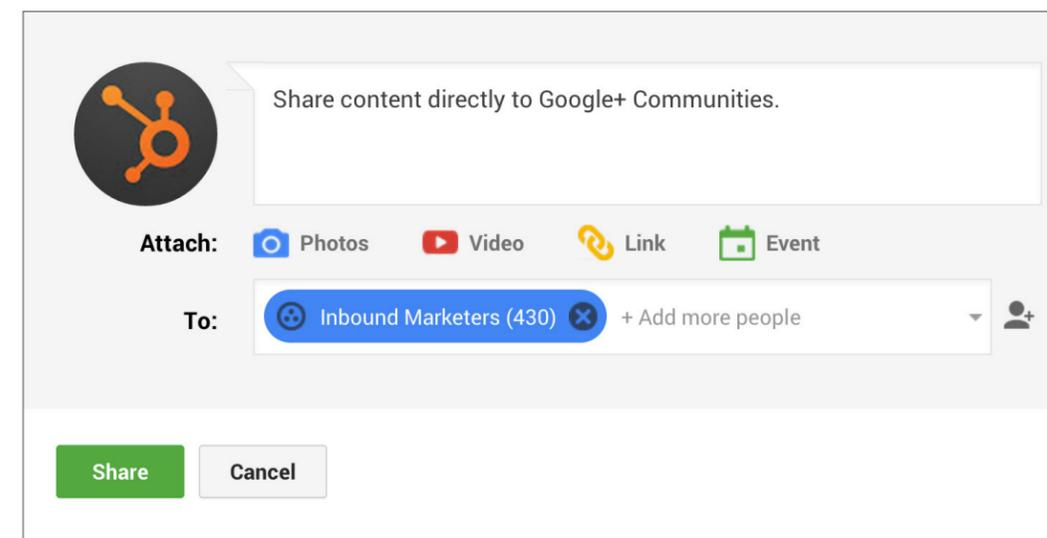 Share content directly to Google+ Communities.
Attach: Photos Video Link Event
To: Inbound Marketers (430) + Add more people
Share Cancel